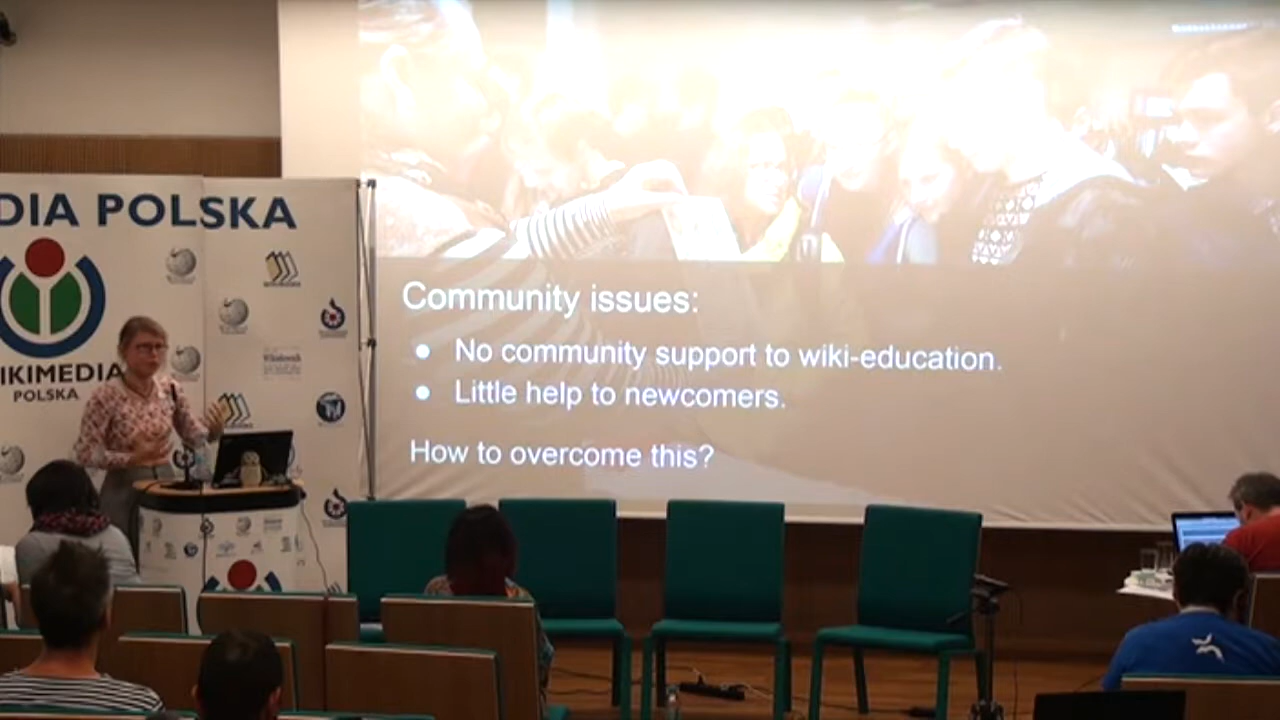 DIA POLSKA
IKIMEDIA
POLSKA
Community issues:
● No community support to wiki-education.
● Little help to newcomers.
How to overcome this?